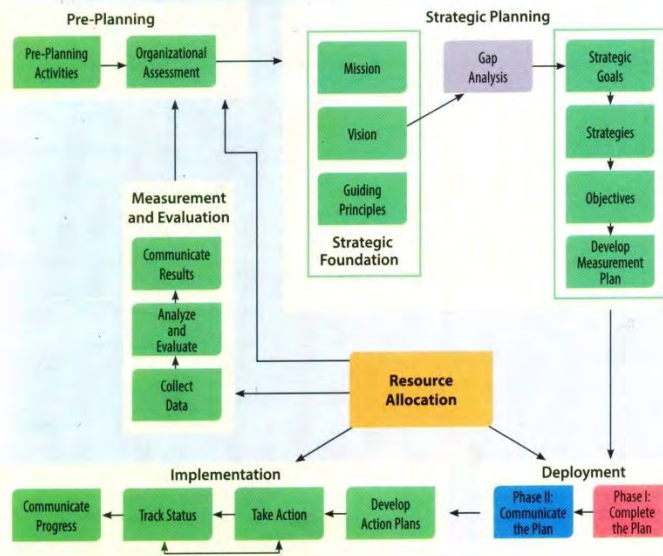 Pre-Planning
Pre-Planning
Activities
Organizational
Assessment
Strategic Planning
Mission
Vision
Guiding
Principles
Strategic
Foundation
Gap
Analysis
Strategic
Goals
Strategies
Objectives
Develop
Measurement
Plan
Measurement
and Evaluation
Communicate
Results
Analyze
and
Evaluate
Collect
Data
Resource
Allocation
Implementation
Communicate
Progress
Track Status
Take Action
Develop
Action Plans
Deployment
Phase II:
Communicate
the Plan
Phase I:
Complete
the Plan